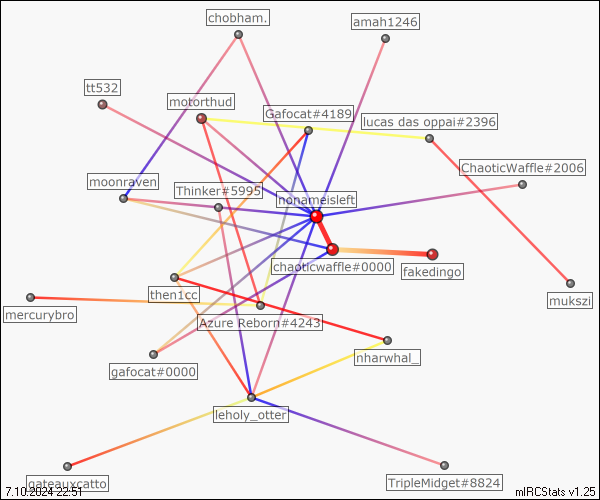 chobham.
amah1246
tt532
motorthud
Gafocat#4189
lucas das oppai#2396
ChaoticWaffle#2006
moonraven
Thinker#5995
nonameisleft
chaoticwaffle#0000
fakedingo
then1cc
mukszi
mercurybro
Azure Reborn#4243
nharwhal_
gafocat#0000
leholy_otter
gateauxcatto
TripleMidget#8824
7.10.2024 22:51
mIRCStats v1.25